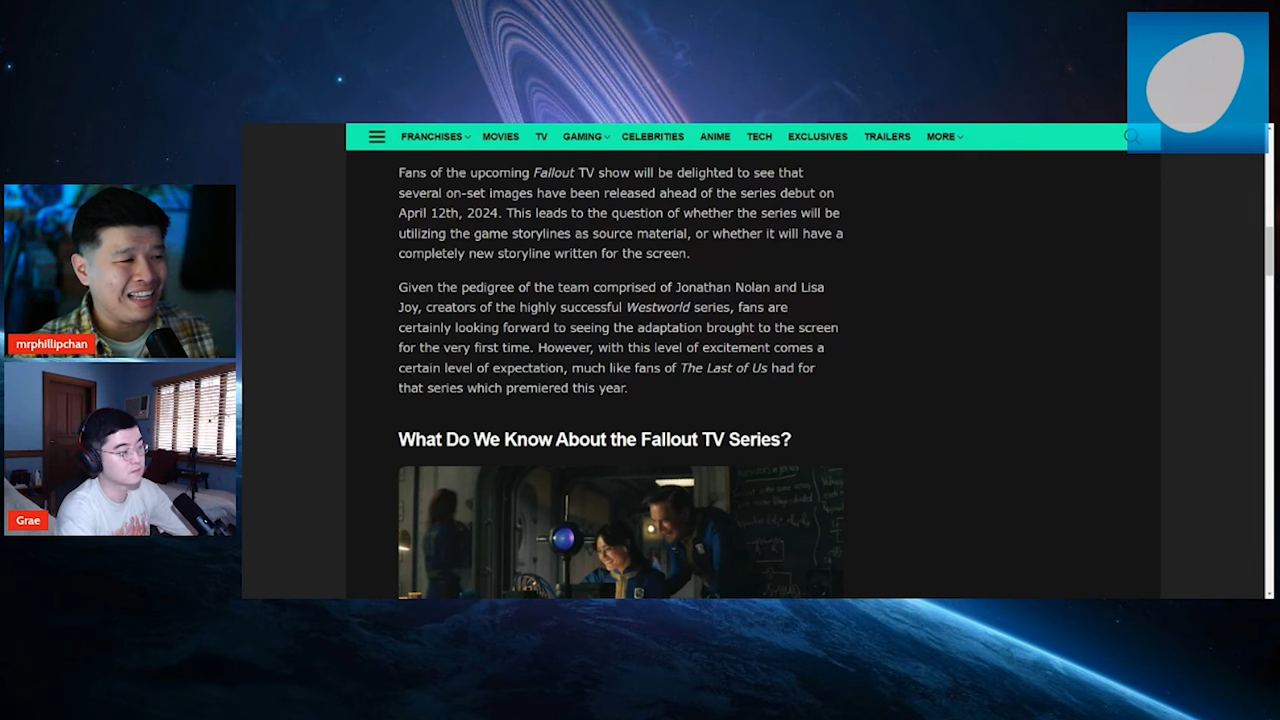 FRANCHISES MOVIES TV GAMING CELEBRITIES ANIME TECH EXCLUSIVES TRAILERS MORE
Fans of the upcoming Fallout TV show will be delighted to see that
several on-set images have been released ahead of the series debut on
April 12th, 2024. This leads to the question of whether the series will be
utilizing the game storylines as source material, or whether it will have a
completely new storyline written for the screen.
Given the pedigree of the team comprised of Jonathan Nolan and Lisa
Joy, creators of the highly successful Westworld series, fans are
certainly looking forward to seeing the adaptation brought to the screen
for the very first time. However, with this level of excitement comes a
certain level of expectation, much like fans of The Last of Us had for
that series which premiered this year.
What Do We Know About the Fallout TV Series?
mrphillipchan
Grae